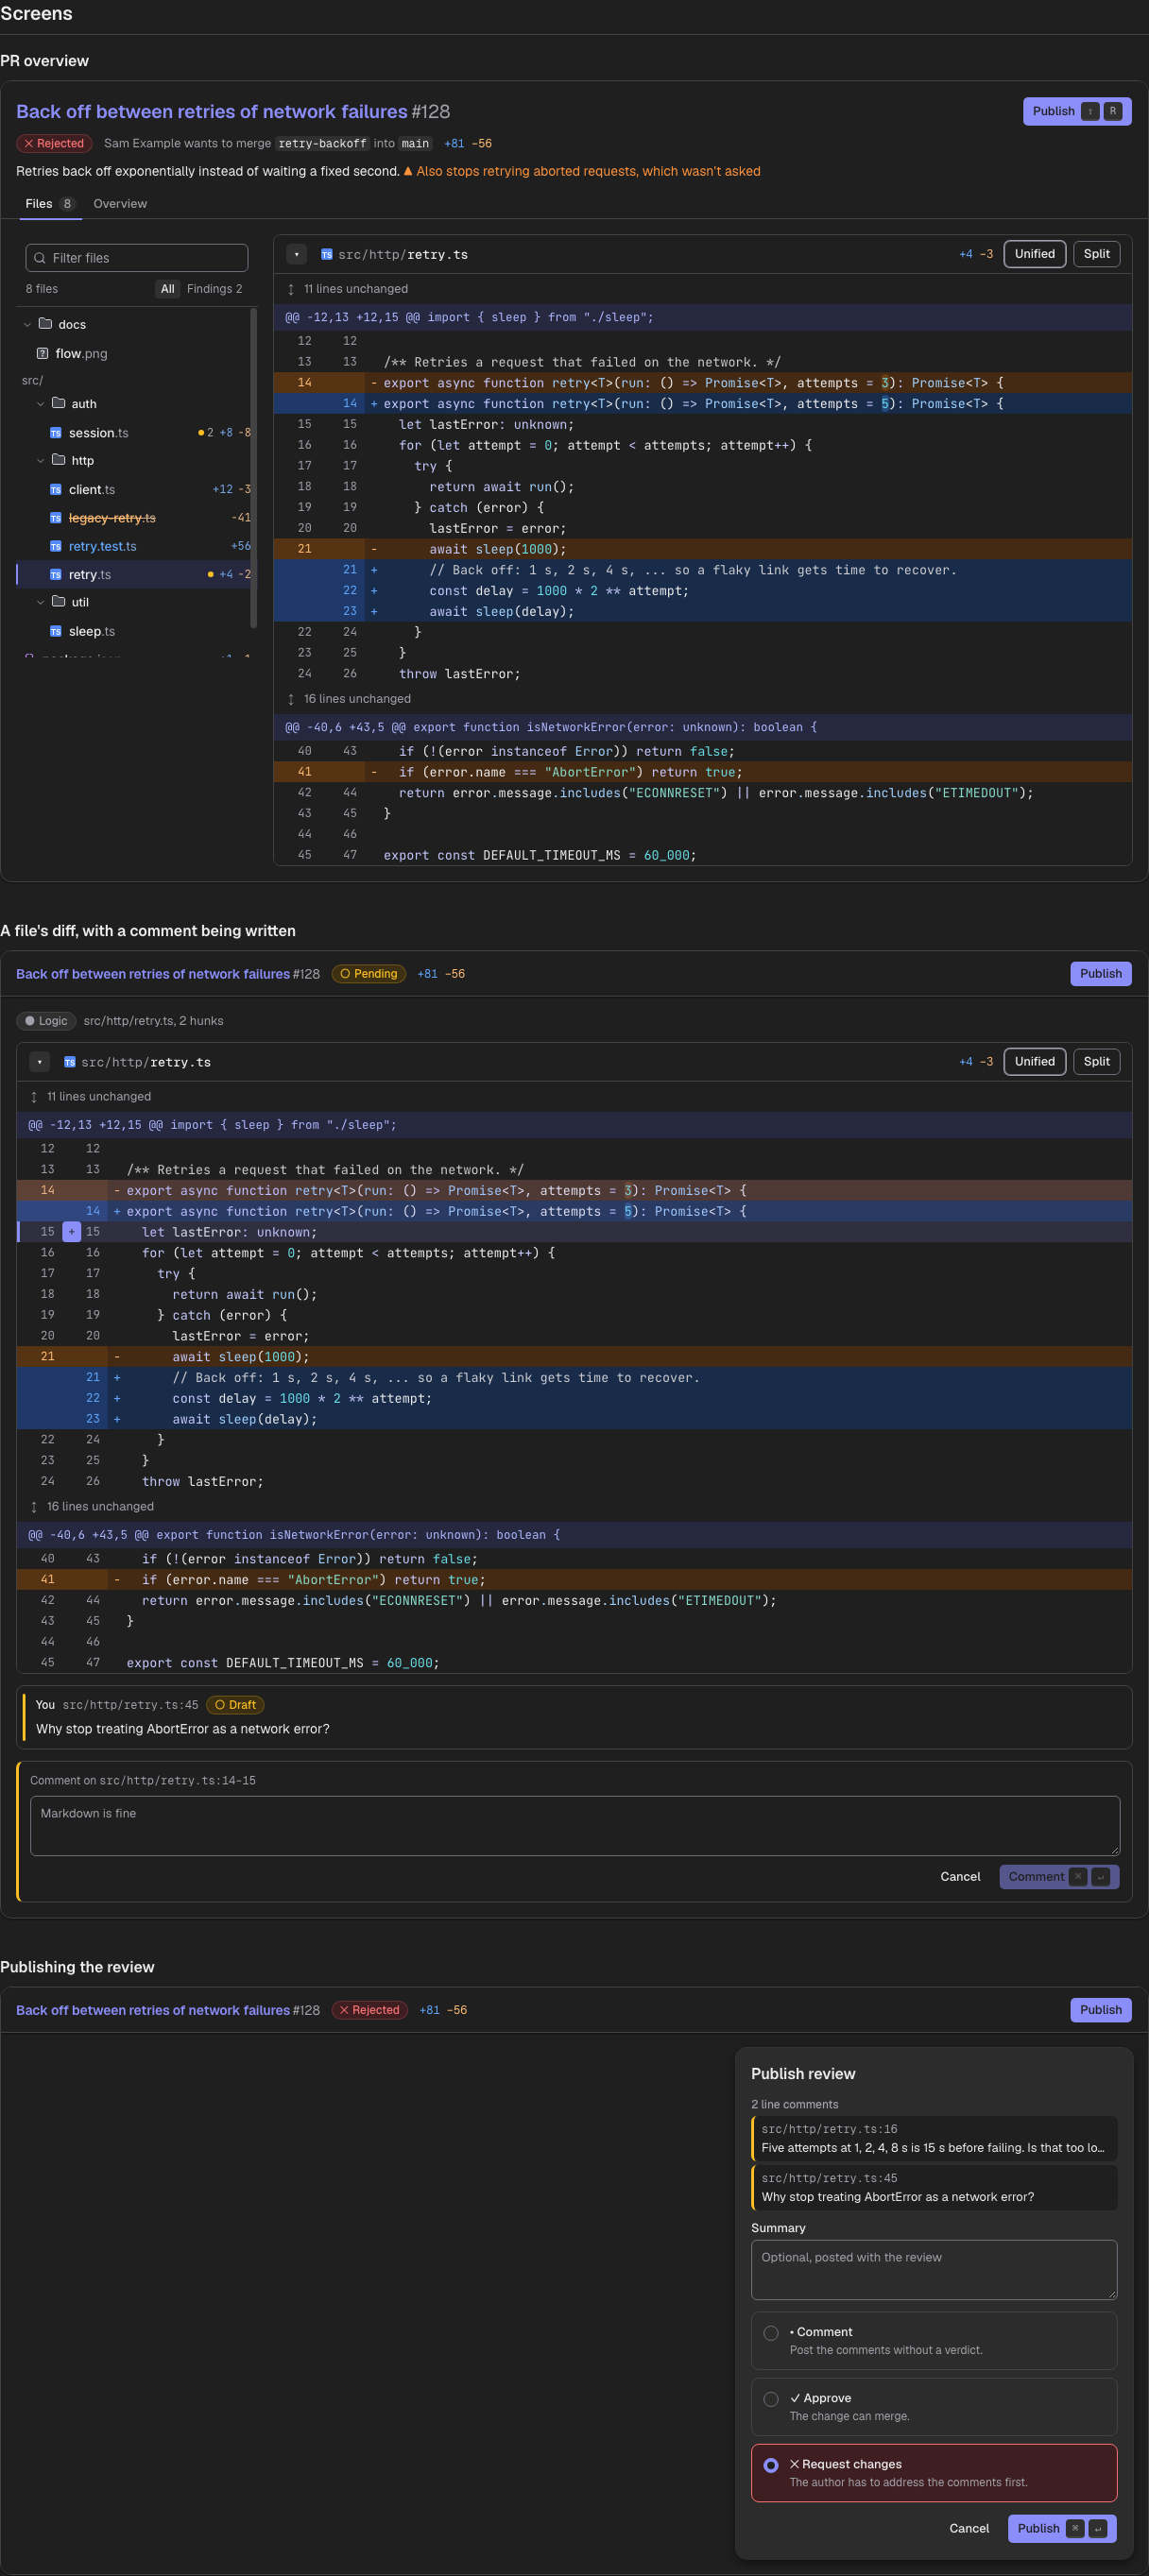 Screens
PR overview
Back off between retries of network failures #128
Publish ⇧ R
Rejected Sam Example wants to merge retry-backoff into main +81 −56
Retries back off exponentially instead of waiting a fixed second. Also stops retrying aborted requests, which wasn't asked
Files 8 Overview
Filter files
8 files All Findings 2
docs
flow.png
src/
auth
session.ts 2 +8 -8
http
client.ts +12 -3
legacy-retry.ts -41
retry.test.ts +56
retry.ts +4 -2
util
sleep.ts
src/http/retry.ts +4 −3 Unified Split
11 lines unchanged
@@ -12,13 +12,15 @@ import { sleep } from "./sleep";
12 12
13 13 /** Retries a request that failed on the network. */
14 - export async function retry<T>(run: () => Promise<T>, attempts = 3): Promise<T> {
14 + export async function retry<T>(run: () => Promise<T>, attempts = 5): Promise<T> {
15 15 let lastError: unknown;
16 16 for (let attempt = 0; attempt < attempts; attempt++) {
17 17 try {
18 18 return await run();
19 19 } catch (error) {
20 20 lastError = error;
21 - await sleep(1000);
21 + // Back off: 1 s, 2 s, 4 s, ... so a flaky link gets time to recover.
22 + const delay = 1000 * 2 ** attempt;
23 + await sleep(delay);
22 24 }
23 25 }
24 26 throw lastError;
16 lines unchanged
@@ -40,6 +43,5 @@ export function isNetworkError(error: unknown): boolean {
40 43 if (!(error instanceof Error)) return false;
41 - if (error.name === "AbortError") return true;
42 44 return error.message.includes("ECONNRESET") || error.message.includes("ETIMEDOUT");
43 45 }
44 46
45 47 export const DEFAULT_TIMEOUT_MS = 60_000;
A file's diff, with a comment being written
Back off between retries of network failures #128 Pending +81 −56 Publish
Logic src/http/retry.ts, 2 hunks
src/http/retry.ts +4 −3 Unified Split
11 lines unchanged
@@ -12,13 +12,15 @@ import { sleep } from "./sleep";
12 12
13 13 /** Retries a request that failed on the network. */
14 - export async function retry<T>(run: () => Promise<T>, attempts = 3): Promise<T> {
14 + export async function retry<T>(run: () => Promise<T>, attempts = 5): Promise<T> {
15 + 15 let lastError: unknown;
16 16 for (let attempt = 0; attempt < attempts; attempt++) {
17 17 try {
18 18 return await run();
19 19 } catch (error) {
20 20 lastError = error;
21 - await sleep(1000);
21 + // Back off: 1 s, 2 s, 4 s, ... so a flaky link gets time to recover.
22 + const delay = 1000 * 2 ** attempt;
23 + await sleep(delay);
22 24 }
23 25 }
24 26 throw lastError;
16 lines unchanged
@@ -40,6 +43,5 @@ export function isNetworkError(error: unknown): boolean {
40 43 if (!(error instanceof Error)) return false;
41 - if (error.name === "AbortError") return true;
42 44 return error.message.includes("ECONNRESET") || error.message.includes("ETIMEDOUT");
43 45 }
44 46
45 47 export const DEFAULT_TIMEOUT_MS = 60_000;
You src/http/retry.ts:45 Draft
Why stop treating AbortError as a network error?
Comment on src/http/retry.ts:14–15
Markdown is fine
Cancel Comment ⌘ ↵
Publishing the review
Back off between retries of network failures #128 Rejected +81 −56 Publish
Publish review
2 line comments
src/http/retry.ts:16
Five attempts at 1, 2, 4, 8 s is 15 s before failing. Is that too lo…
src/http/retry.ts:45
Why stop treating AbortError as a network error?
Summary
Optional, posted with the review
• Comment
Post the comments without a verdict.
✓ Approve
The change can merge.
✕ Request changes
The author has to address the comments first.
Cancel Publish ⌘ ↵